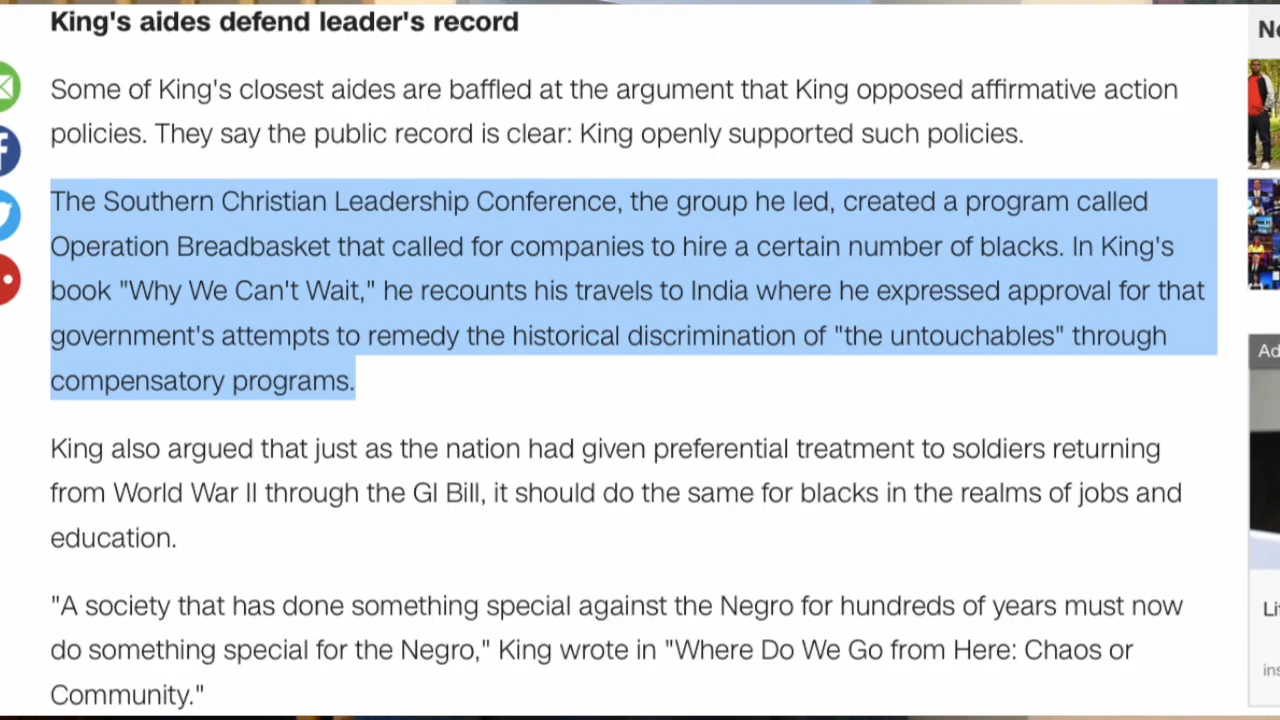 King's aides defend leader's record
Some of King's closest aides are baffled at the argument that King opposed affirmative action
policies. They say the public record is clear: King openly supported such policies.
The Southern Christian Leadership Conference, the group he led, created a program called
Operation Breadbasket that called for companies to hire a certain number of blacks. In King's
book "Why We Can't Wait," he recounts his travels to India where he expressed approval for that
government's attempts to remedy the historical discrimination of "the untouchables" through
compensatory programs.
King also argued that just as the nation had given preferential treatment to soldiers returning
from World War II through the GI Bill, it should do the same for blacks in the realms of jobs and
education.
"A society that has done something special against the Negro for hundreds of years must now
do something special for the Negro," King wrote in "Where Do We Go from Here: Chaos or
Community."